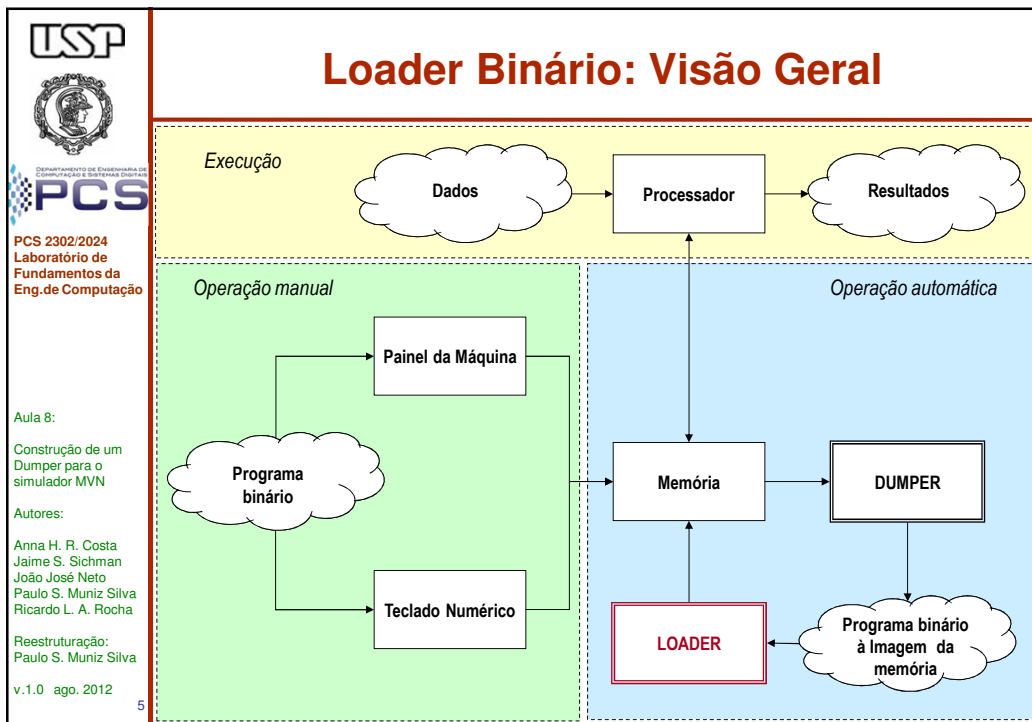 USP
DEPARTAMENTO DE ENGENHARIA DE
COMPUTAÇÃO E SISTEMAS DIGITAIS
PCS
PCS 2302/2024
Laboratório de
Fundamentos da
Eng.de Computação
Aula 8:
Construção de um
Dumper para o
simulador MVN
Autores:
Anna H. R. Costa
Jaime S. Sichman
João José Neto
Paulo S. Muniz Silva
Ricardo L. A. Rocha
Reestruturação:
Paulo S. Muniz Silva
v.1.0 ago. 2012
5
Loader Binário: Visão Geral
Execução
Dados
Processador
Resultados
Operação manual
Painel da Máquina
Programa
binário
Teclado Numérico
Operação automática
Memória
DUMPER
LOADER
Programa binário
à Imagem da
memória